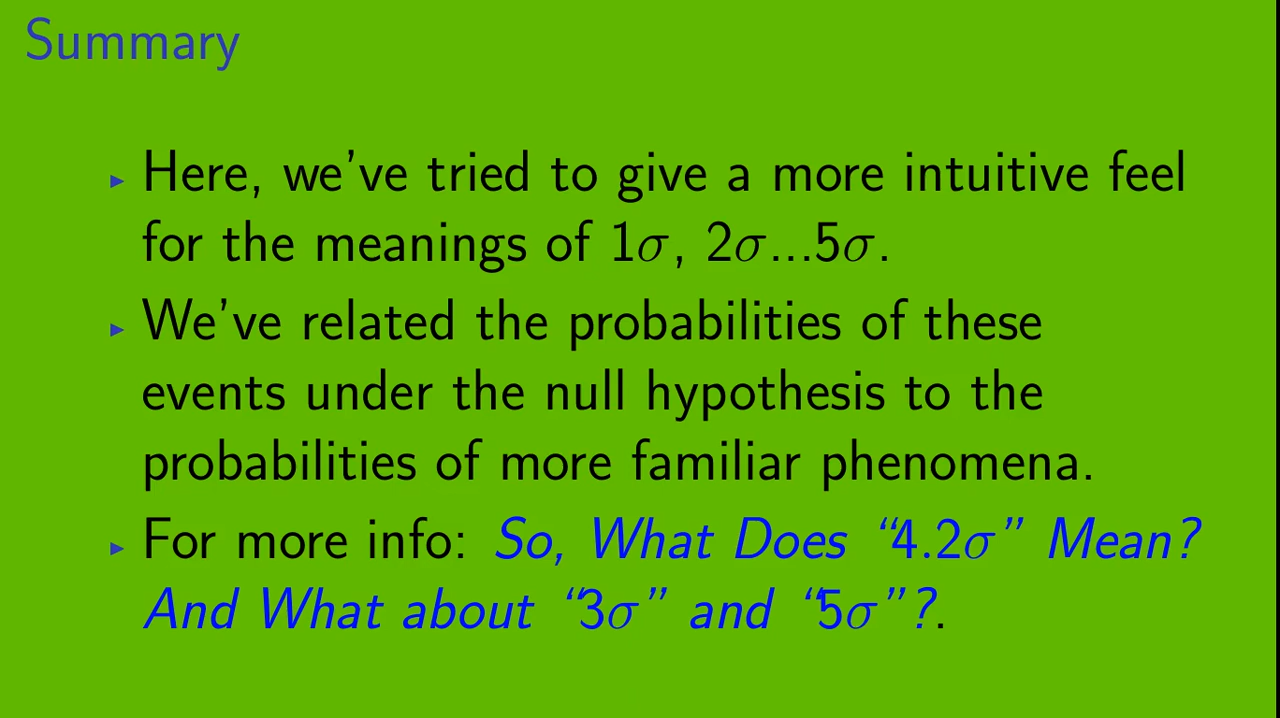 Summary
Here, we've tried to give a more intuitive feel
for the meanings of 1σ, 2σ...5σ.
We've related the probabilities of these
events under the null hypothesis to the
probabilities of more familiar phenomena.
For more info: So, What Does “4.2σ” Mean?
And What about “3σ” and “5σ”?.